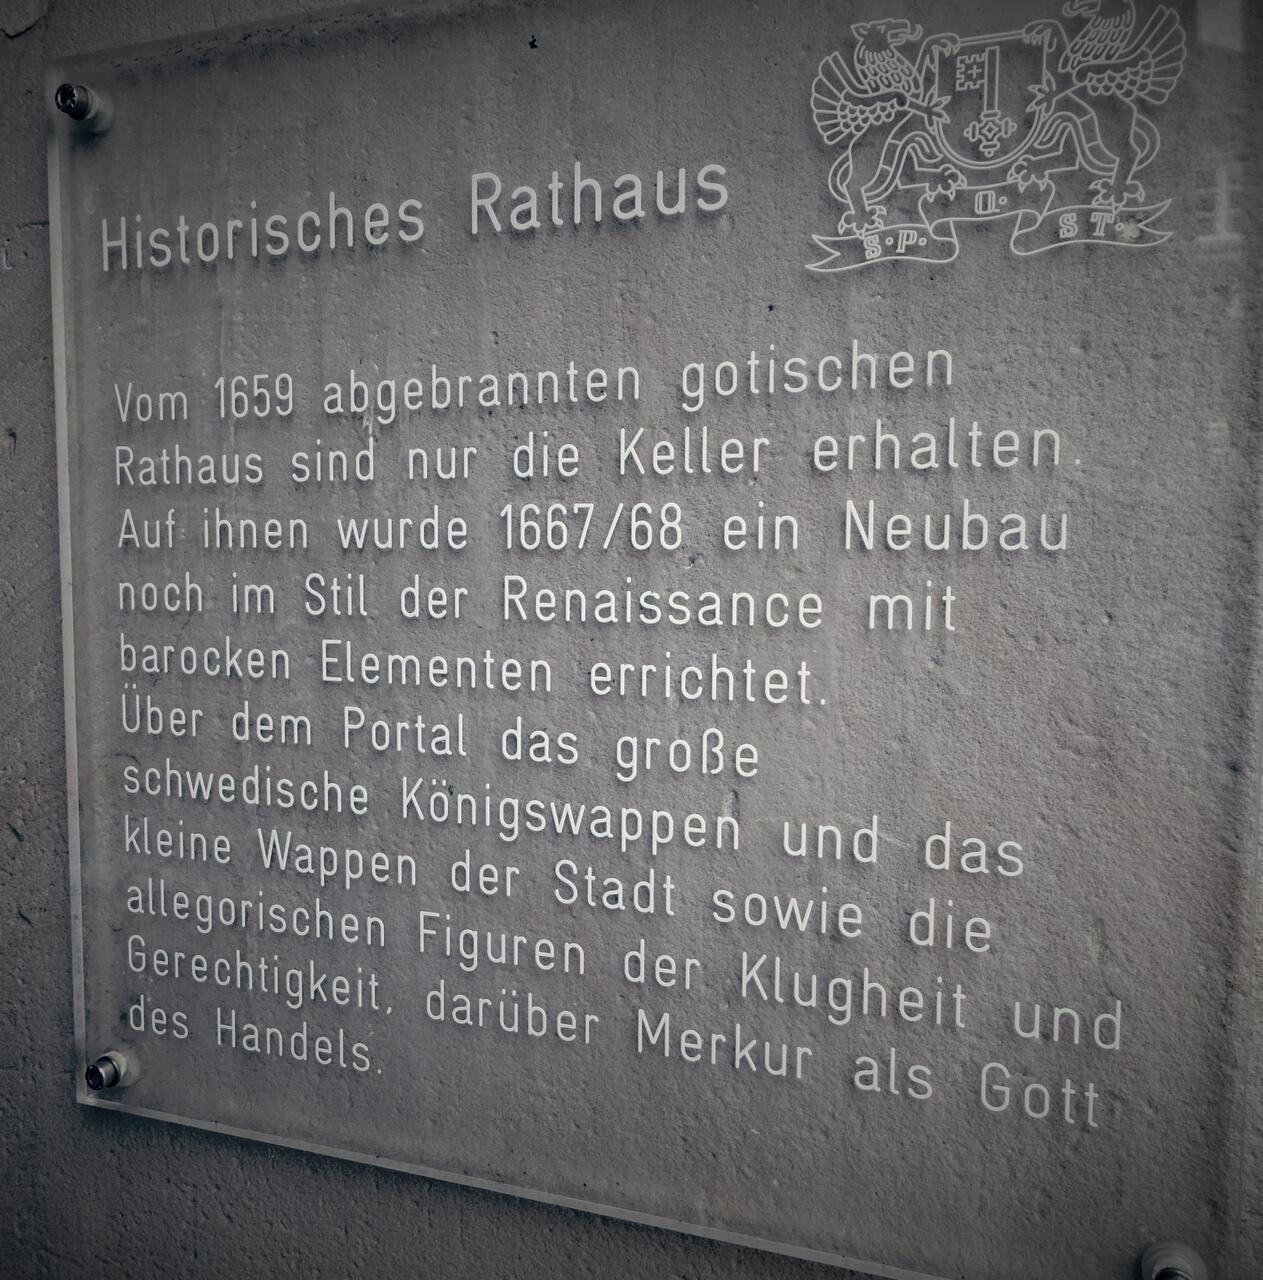 S·P· Q· ST·
Historisches Rathaus
Vom 1659 abgebrannten gotischen
Rathaus sind nur die Keller erhalten.
Auf ihnen wurde 1667/68 ein Neubau
noch im Stil der Renaissance mit
barocken Elementen errichtet.
Über dem Portal das große
schwedische Königswappen und das
kleine Wappen der Stadt sowie die
allegorischen Figuren der Klugheit und
Gerechtigkeit, darüber Merkur als Gott
des Handels.